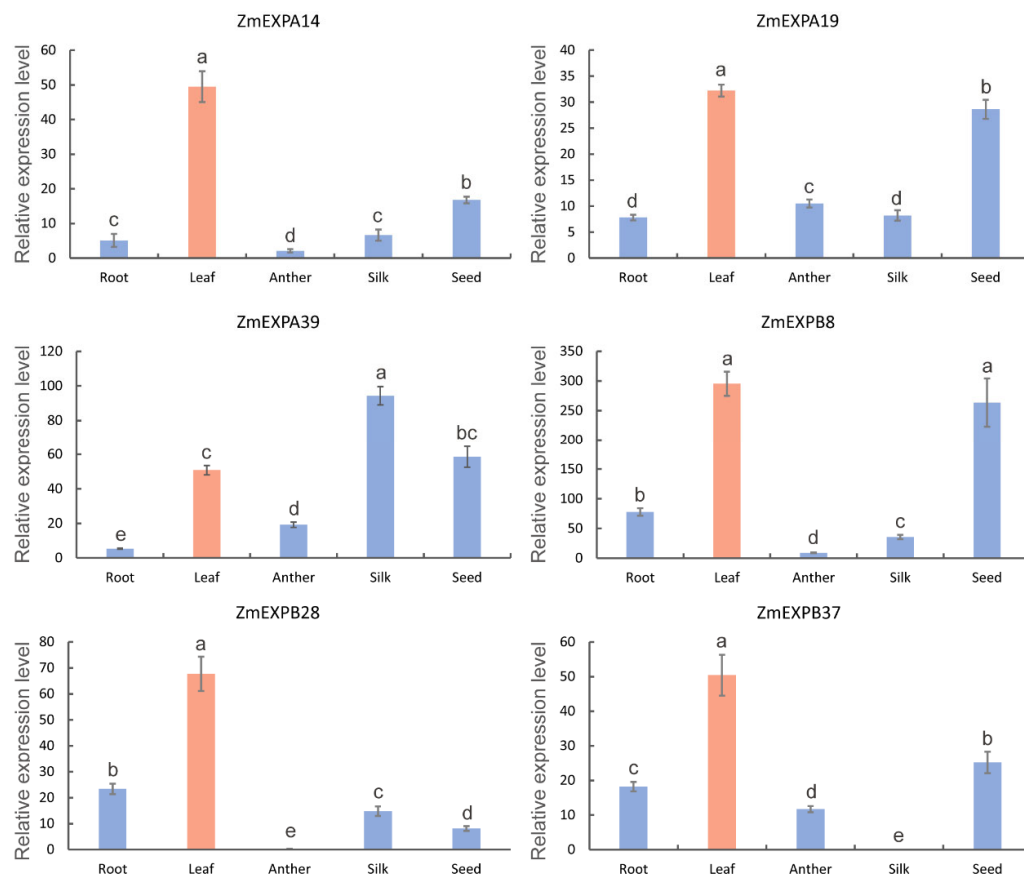 ZmEXPA14
Relative expression level
60
50
40
30
20
10
0
c
a
d
c
b
Root Leaf Anther Silk Seed
ZmEXPA19
Relative expression level
40
35
30
25
20
15
10
5
0
d
a
c
d
b
Root Leaf Anther Silk Seed
ZmEXPA39
Relative expression level
120
100
80
60
40
20
0
e
c
d
a
bc
Root Leaf Anther Silk Seed
ZmEXPB8
Relative expression level
350
300
250
200
150
100
50
0
b
a
d
c
a
Root Leaf Anther Silk Seed
ZmEXPB28
Relative expression level
80
70
60
50
40
30
20
10
0
b
a
e
c
d
Root Leaf Anther Silk Seed
ZmEXPB37
Relative expression level
60
50
40
30
20
10
0
c
a
d
e
b
Root Leaf Anther Silk Seed